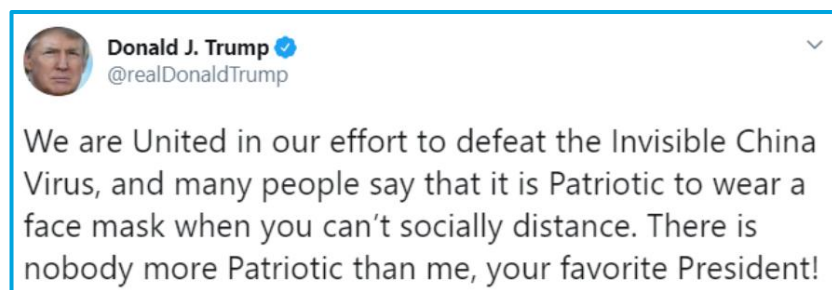 Donald J. Trump
@realDonaldTrump
We are United in our effort to defeat the Invisible China
Virus, and many people say that it is Patriotic to wear a
face mask when you can’t socially distance. There is
nobody more Patriotic than me, your favorite President!